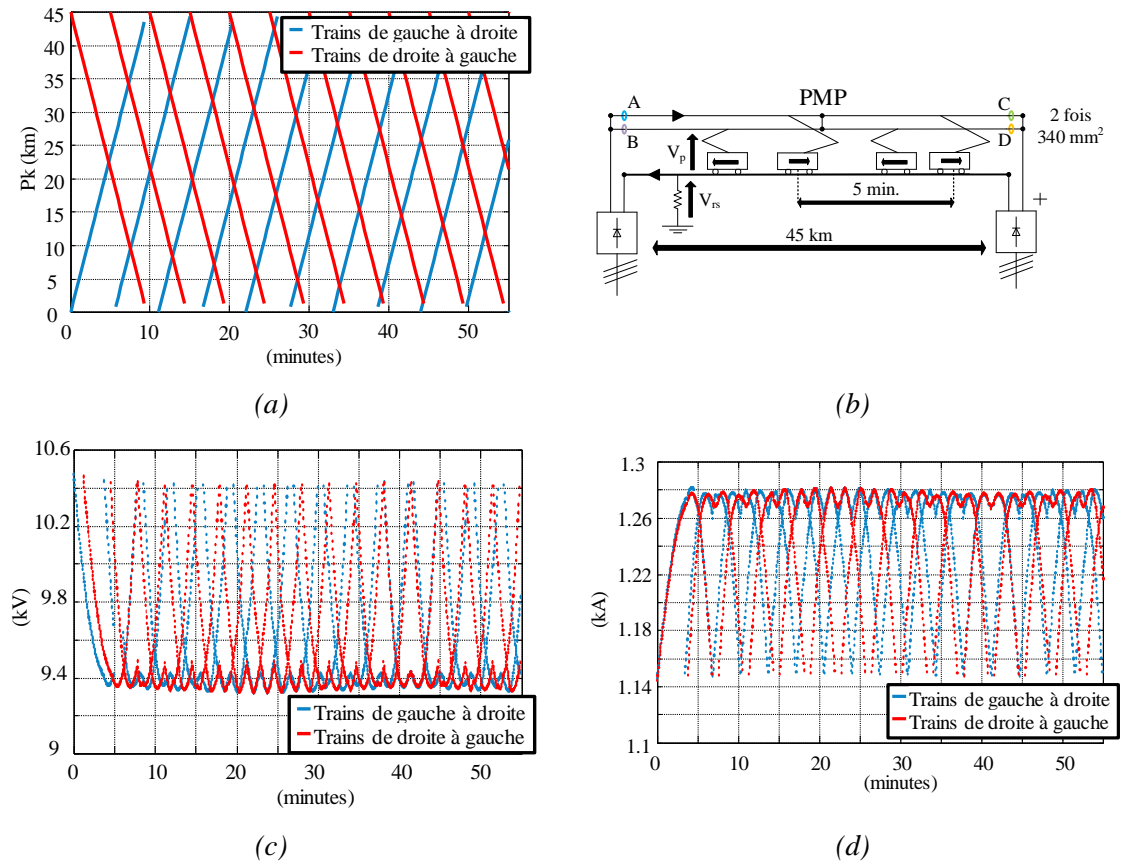 45
40
35
30
25
20
15
10
5
0
Pk (km)
0 10 20 30 40 50
(minutes)
Trains de gauche à droite
Trains de droite à gauche
(a)
PMP
A
B
C
D
2 fois
340 mm²
Vp
Vrs
5 min.
45 km
+
(b)
10.6
10.2
9.8
9.4
9
(kV)
0 10 20 30 40 50
(minutes)
Trains de gauche à droite
Trains de droite à gauche
(c)
1.3
1.26
1.22
1.18
1.14
1.1
(kA)
0 10 20 30 40 50
(minutes)
Trains de gauche à droite
Trains de droite à gauche
(d)